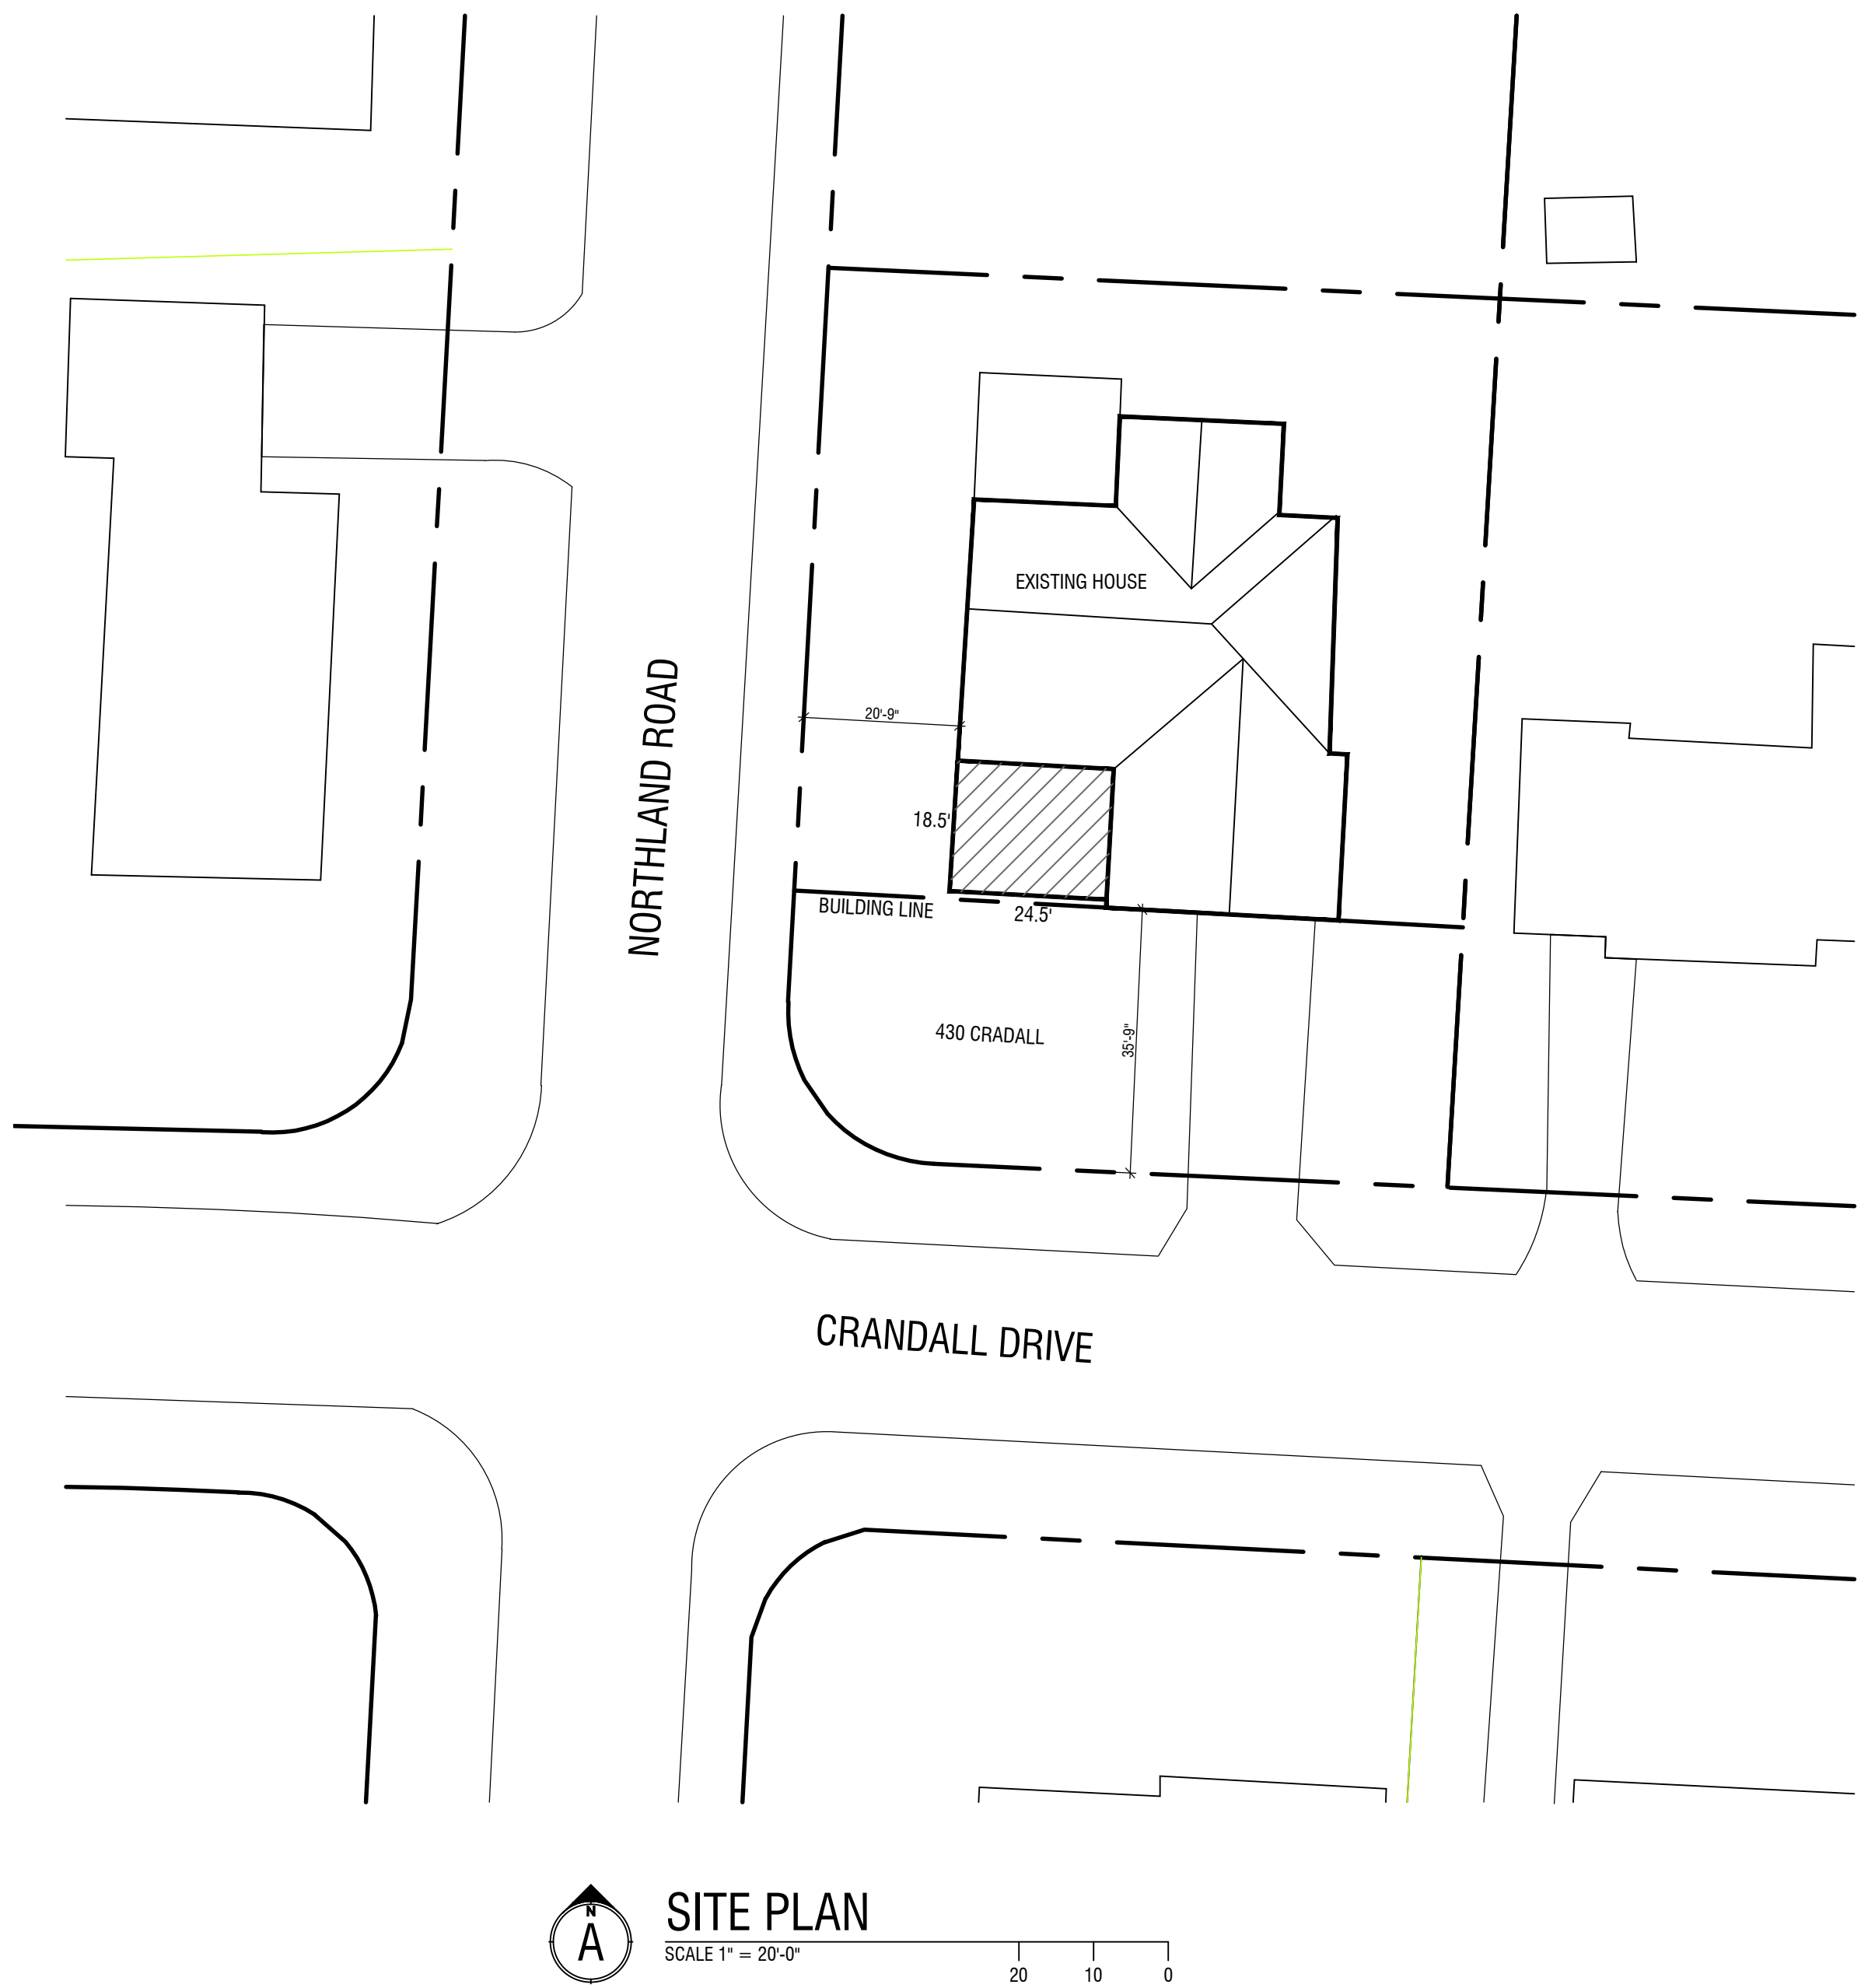 EXISTING HOUSE
NORTHLAND ROAD
20'-9"
18.5'
BUILDING LINE
24.5'
430 CRADALL
35'-9"
CRANDALL DRIVE
N
A
SITE PLAN
SCALE 1" = 20'-0"
20 10 0